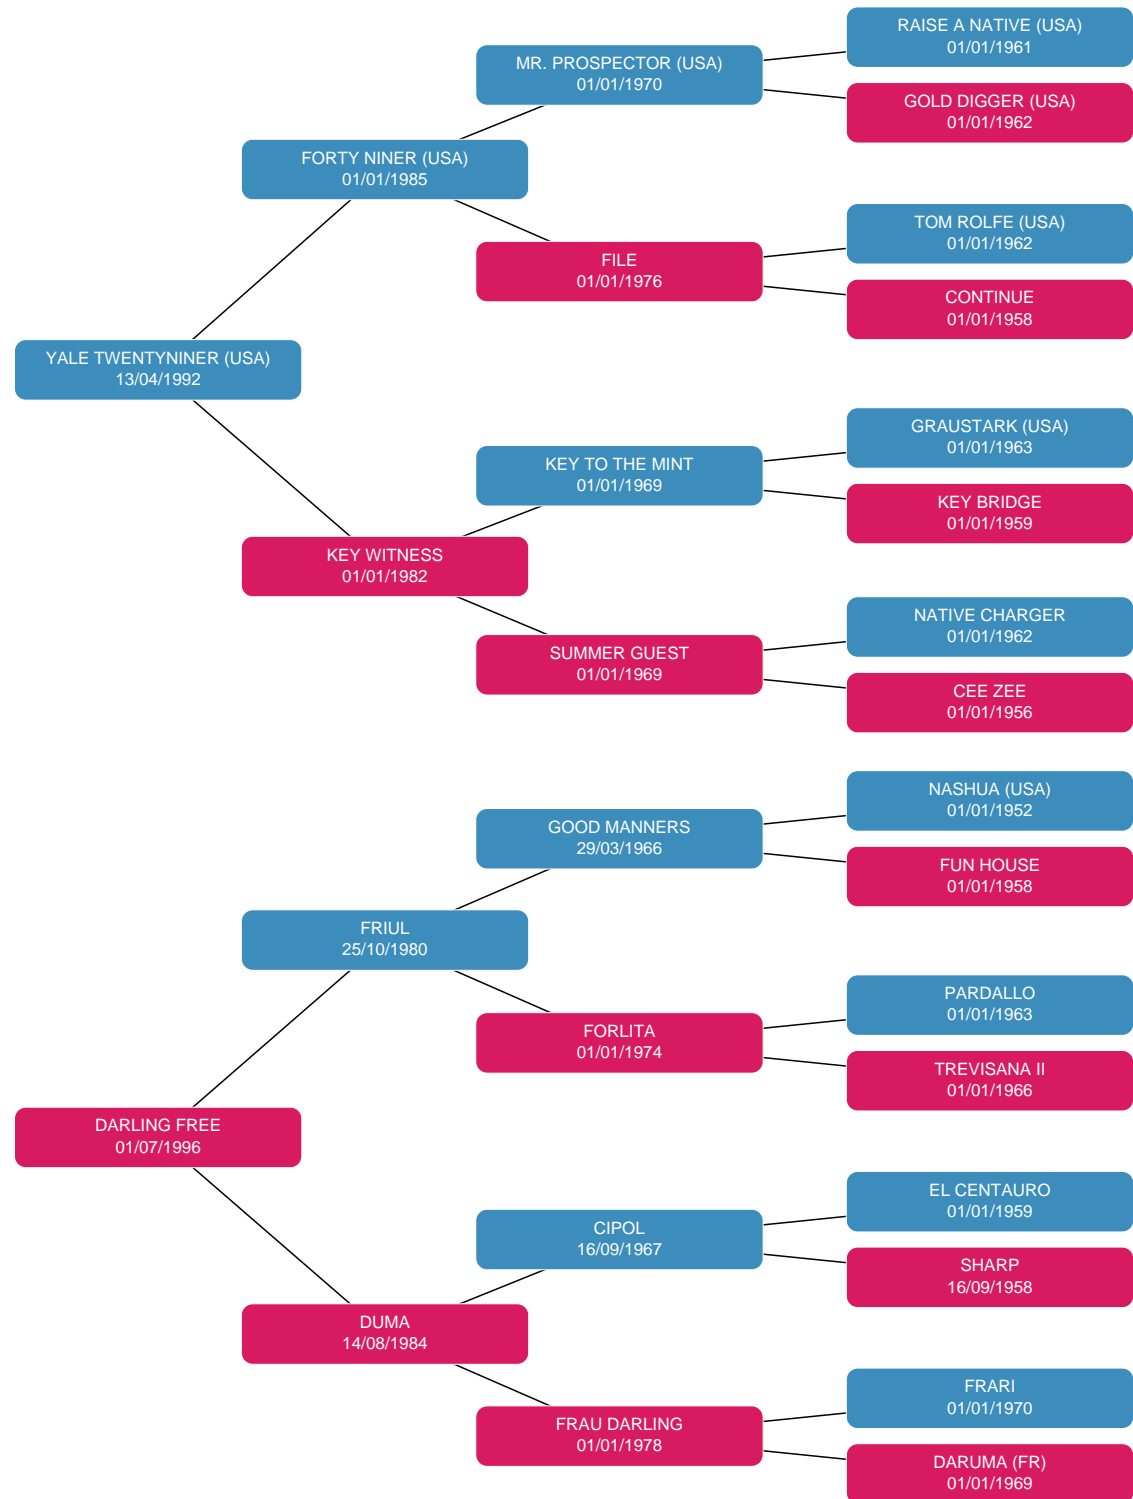 RAISE A NATIVE (USA)
01/01/1961
MR. PROSPECTOR (USA)
01/01/1970
GOLD DIGGER (USA)
01/01/1962
FORTY NINER (USA)
01/01/1985
TOM ROLFE (USA)
01/01/1962
FILE
01/01/1976
CONTINUE
01/01/1958
YALE TWENTYNINER (USA)
13/04/1992
GRAUSTARK (USA)
01/01/1963
KEY TO THE MINT
01/01/1969
KEY BRIDGE
01/01/1959
KEY WITNESS
01/01/1982
NATIVE CHARGER
01/01/1962
SUMMER GUEST
01/01/1969
CEE ZEE
01/01/1956
NASHUA (USA)
01/01/1952
GOOD MANNERS
29/03/1966
FUN HOUSE
01/01/1958
FRIUL
25/10/1980
PARDALLO
01/01/1963
FORLITA
01/01/1974
TREVISANA II
01/01/1966
DARLING FREE
01/07/1996
EL CENTAURO
01/01/1959
CIPOL
16/09/1967
SHARP
16/09/1958
DUMA
14/08/1984
FRARI
01/01/1970
FRAU DARLING
01/01/1978
DARUMA (FR)
01/01/1969